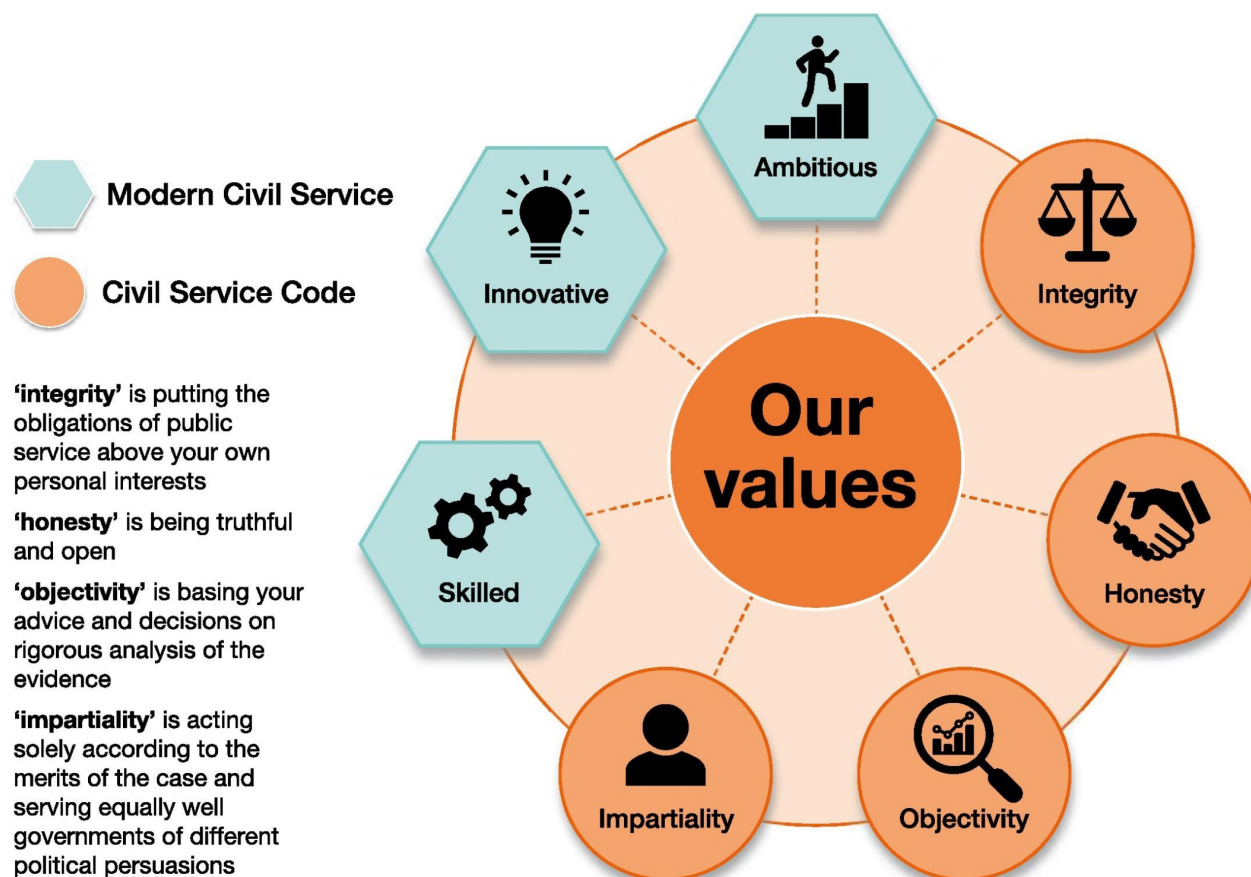 Modern Civil Service
Civil Service Code
‘integrity’ is putting the
obligations of public
service above your own
personal interests
‘honesty’ is being truthful
and open
‘objectivity’ is basing your
advice and decisions on
rigorous analysis of the
evidence
‘impartiality’ is acting
solely according to the
merits of the case and
serving equally well
governments of different
political persuasions
Our
values
Ambitious
Integrity
Honesty
Objectivity
Impartiality
Skilled
Innovative